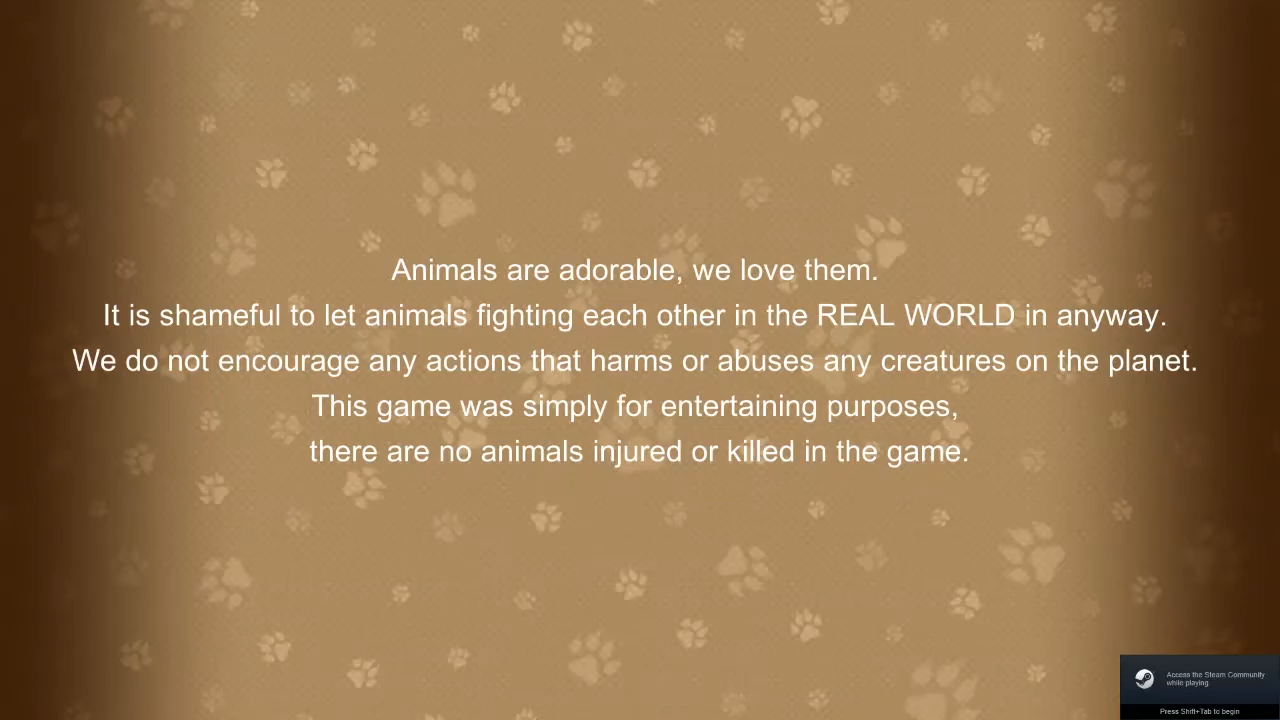 Animals are adorable, we love them.
It is shameful to let animals fighting each other in the REAL WORLD in anyway.
We do not encourage any actions that harms or abuses any creatures on the planet.
This game was simply for entertaining purposes,
there are no animals injured or killed in the game.
Access the Steam Community
while playing
Press Shift+Tab to begin